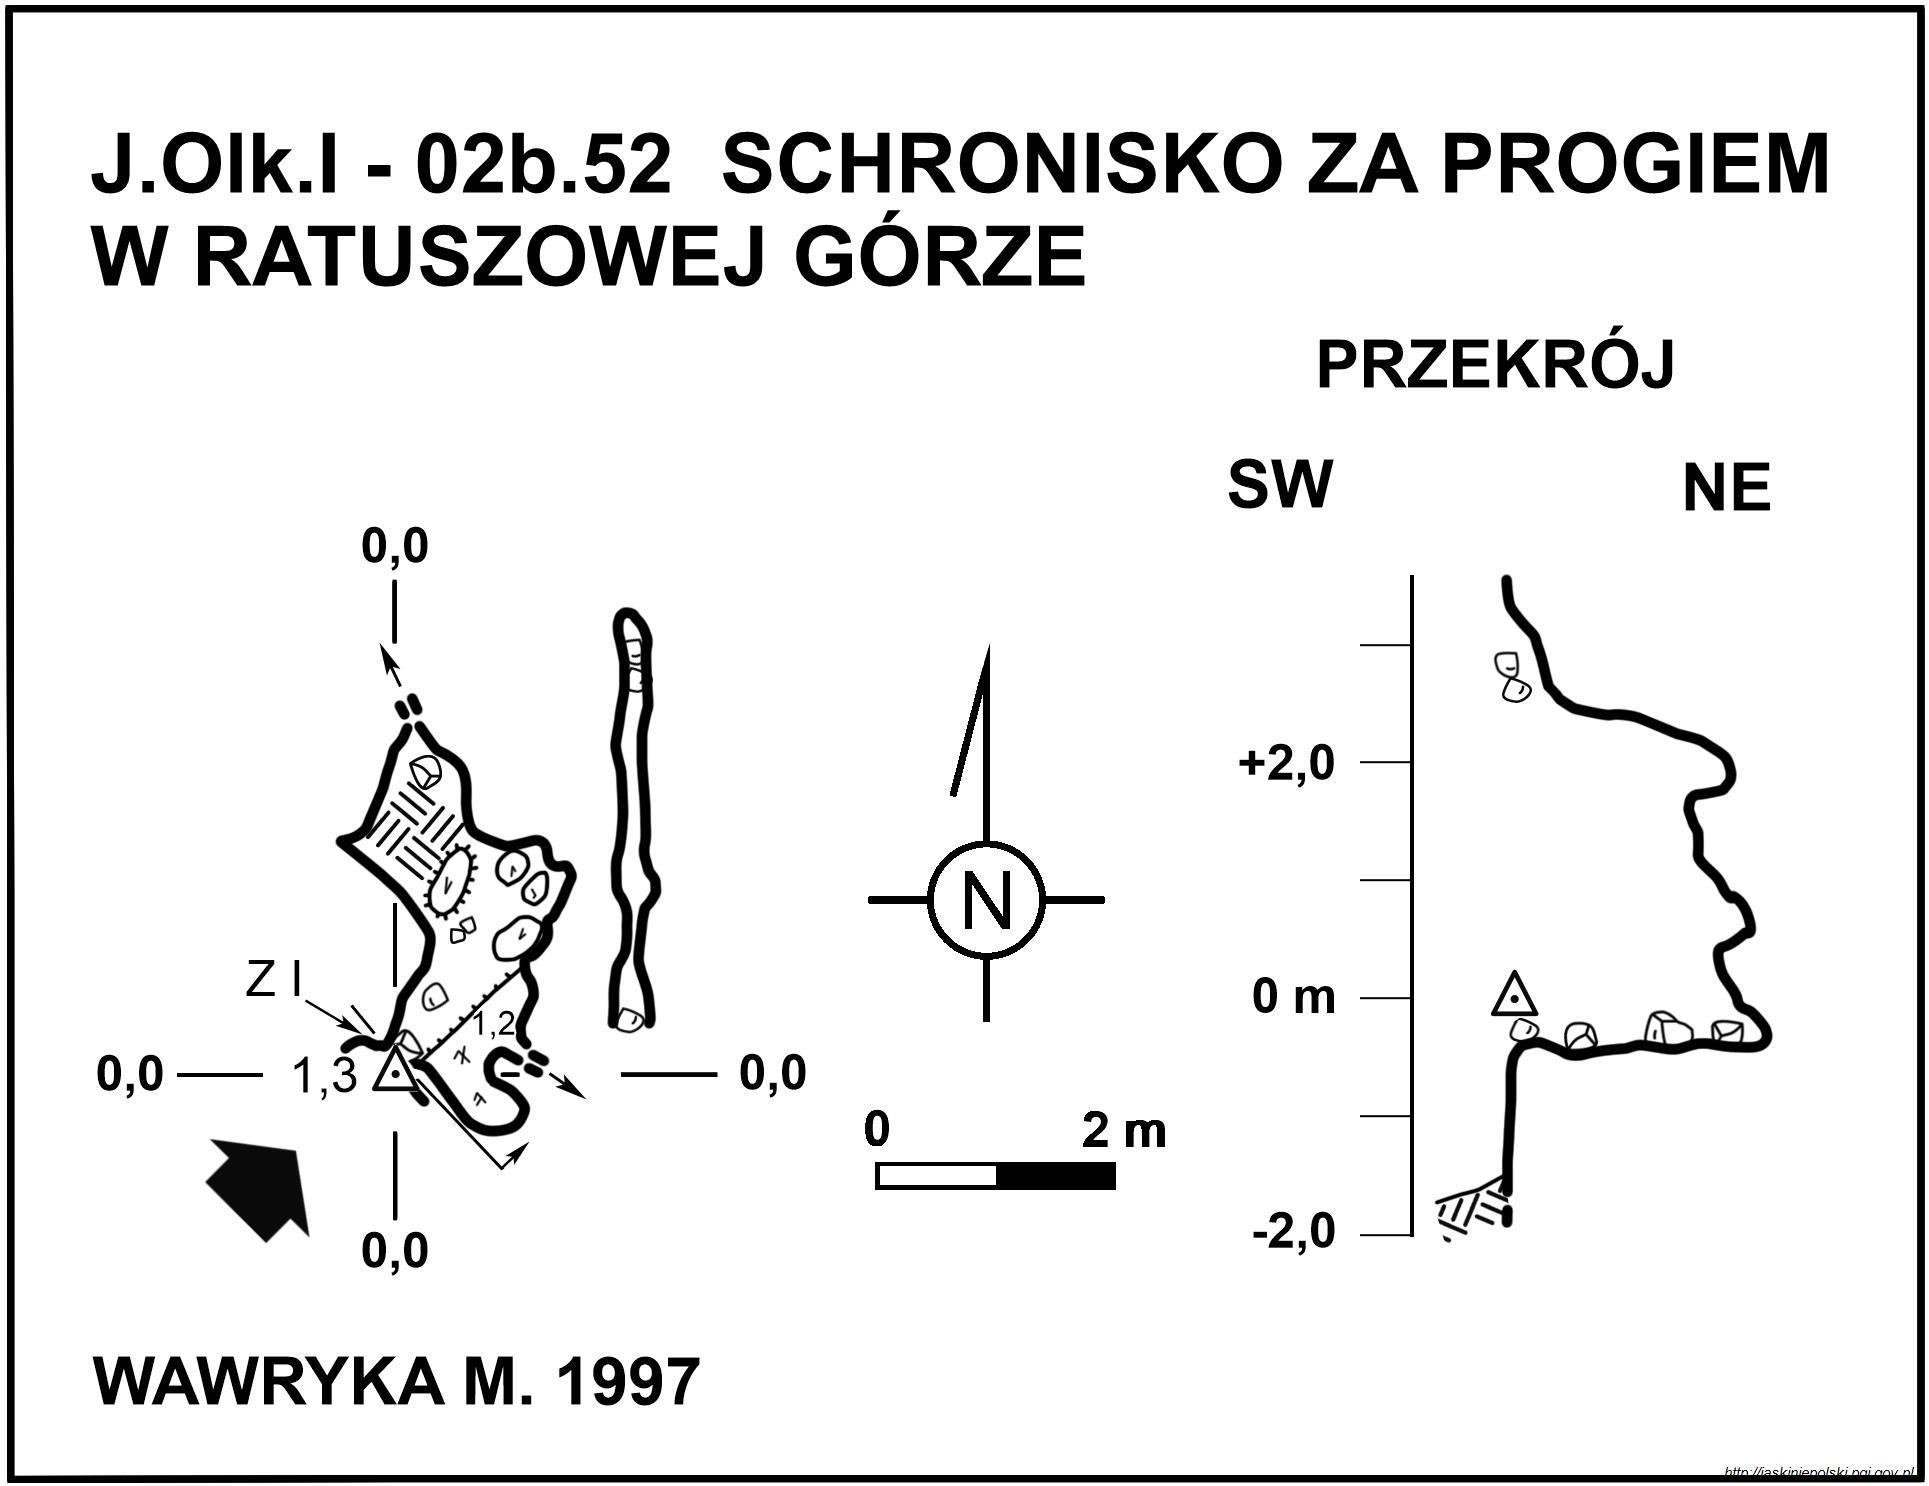 J.Olk.I - 02b.52 SCHRONISKO ZA PROGIEM
W RATUSZOWEJ GÓRZE
PRZEKRÓJ
SW NE
0,0
+2,0
N
Z I
0 m
1,2
0,0 1,3 0,0
0 2 m
-2,0
0,0
WAWRYKA M. 1997
http://jaskiniepolski.pgi.gov.pl